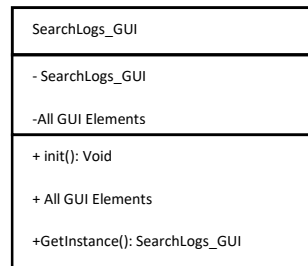 SearchLogs_GUI
- SearchLogs_GUI
-All GUI Elements
+ init(): Void
+ All GUI Elements
+GetInstance(): SearchLogs_GUI